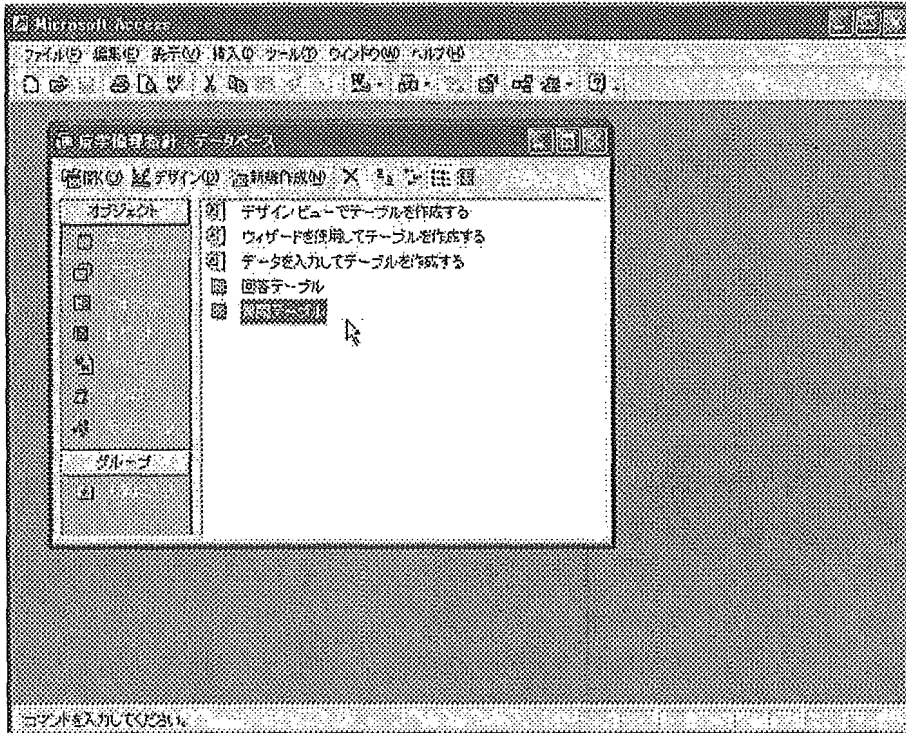 Microsoft Access
ファイル(F) 編集(E) 表示(V) 挿入(I) ツール(T) ウィンドウ(W) ヘルプ(H)
データベース
開く(O) デザイン(D) 新規作成(N)
オブジェクト
デザイン ビューでテーブルを作成する
ウィザードを使用してテーブルを作成する
データを入力してテーブルを作成する
回答テーブル
グループ
コマンドを入力してください。